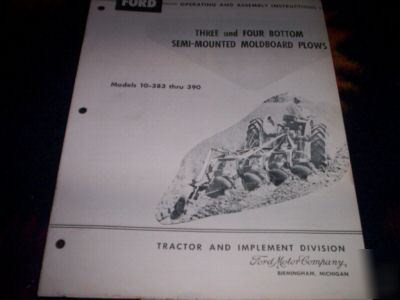 FORD
OPERATING AND ASSEMBLY INSTRUCTIONS
THREE and FOUR BOTTOM
SEMI-MOUNTED MOLDBOARD PLOWS
Models 10-383 thru 390
TRACTOR AND IMPLEMENT DIVISION
Ford Motor Company,
BIRMINGHAM, MICHIGAN